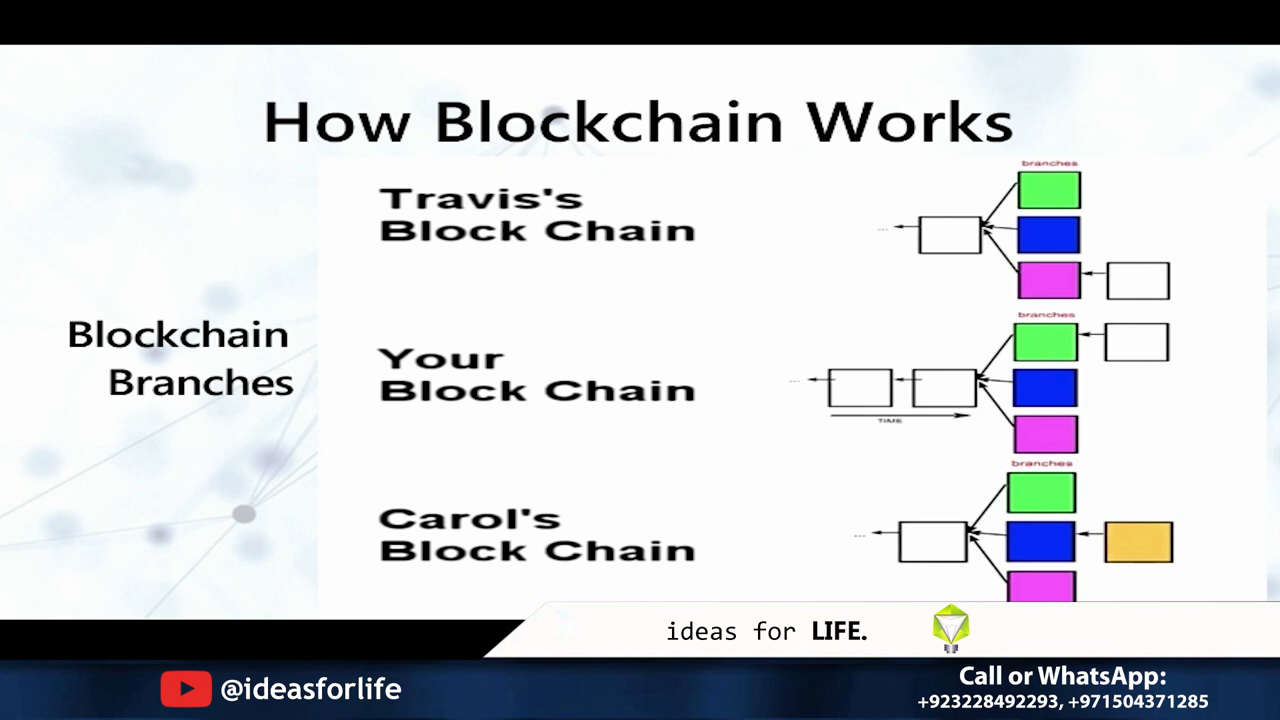 How Blockchain Works
branches
Travis's
Block Chain
...
Blockchain
Branches
branches
Your
Block Chain
...
TIME
branches
Carol's
Block Chain
...
ideas for LIFE.
@ideasforlife
Call or WhatsApp:
+923228492293, +971504371285